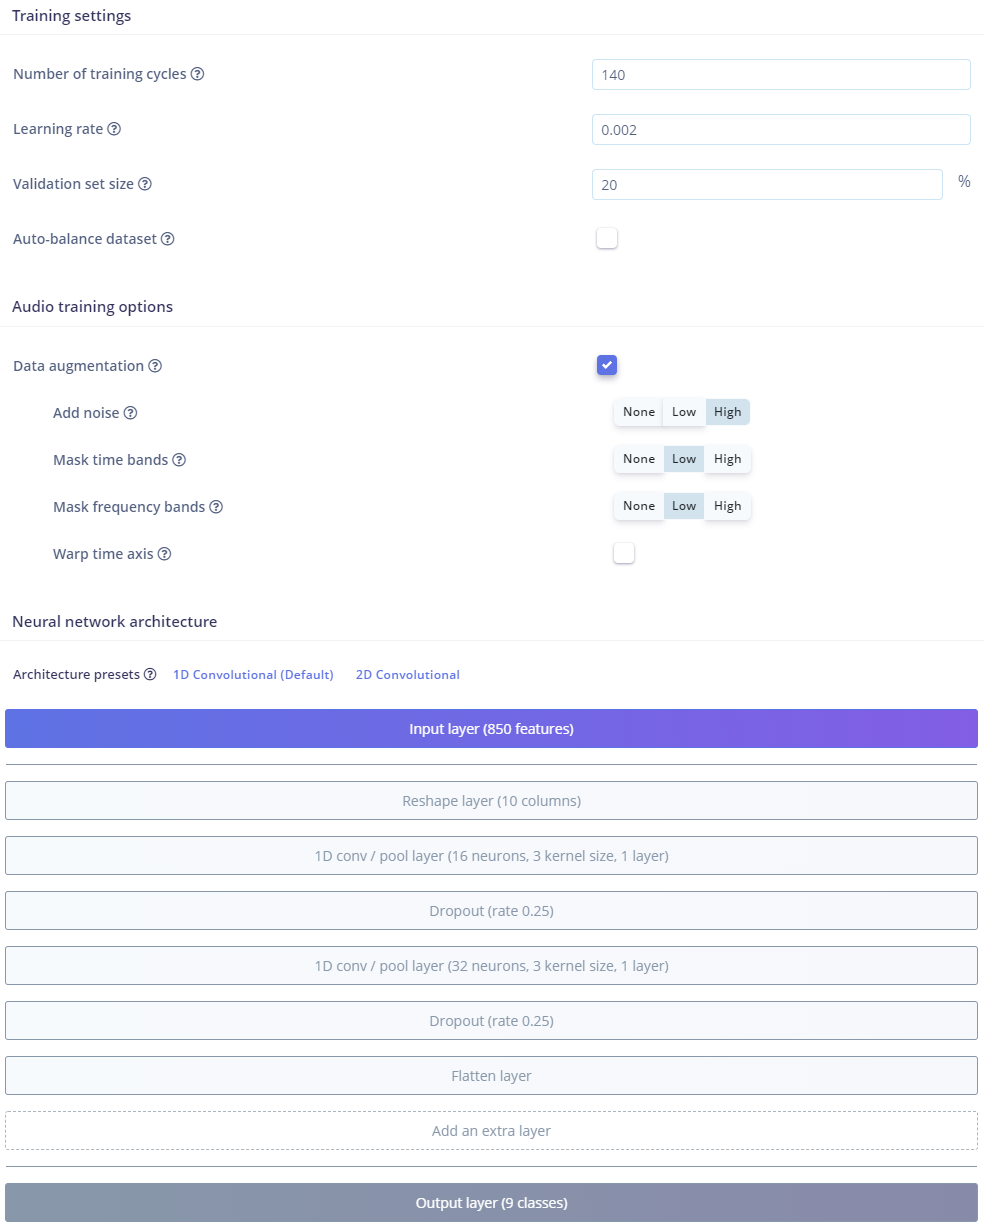 Training settings
Number of training cycles
140
Learning rate
0.002
Validation set size
20 %
Auto-balance dataset
Audio training options
Data augmentation
Add noise None Low High
Mask time bands None Low High
Mask frequency bands None Low High
Warp time axis
Neural network architecture
Architecture presets 1D Convolutional (Default) 2D Convolutional
Input layer (850 features)
Reshape layer (10 columns)
1D conv / pool layer (16 neurons, 3 kernel size, 1 layer)
Dropout (rate 0.25)
1D conv / pool layer (32 neurons, 3 kernel size, 1 layer)
Dropout (rate 0.25)
Flatten layer
Add an extra layer
Output layer (9 classes)